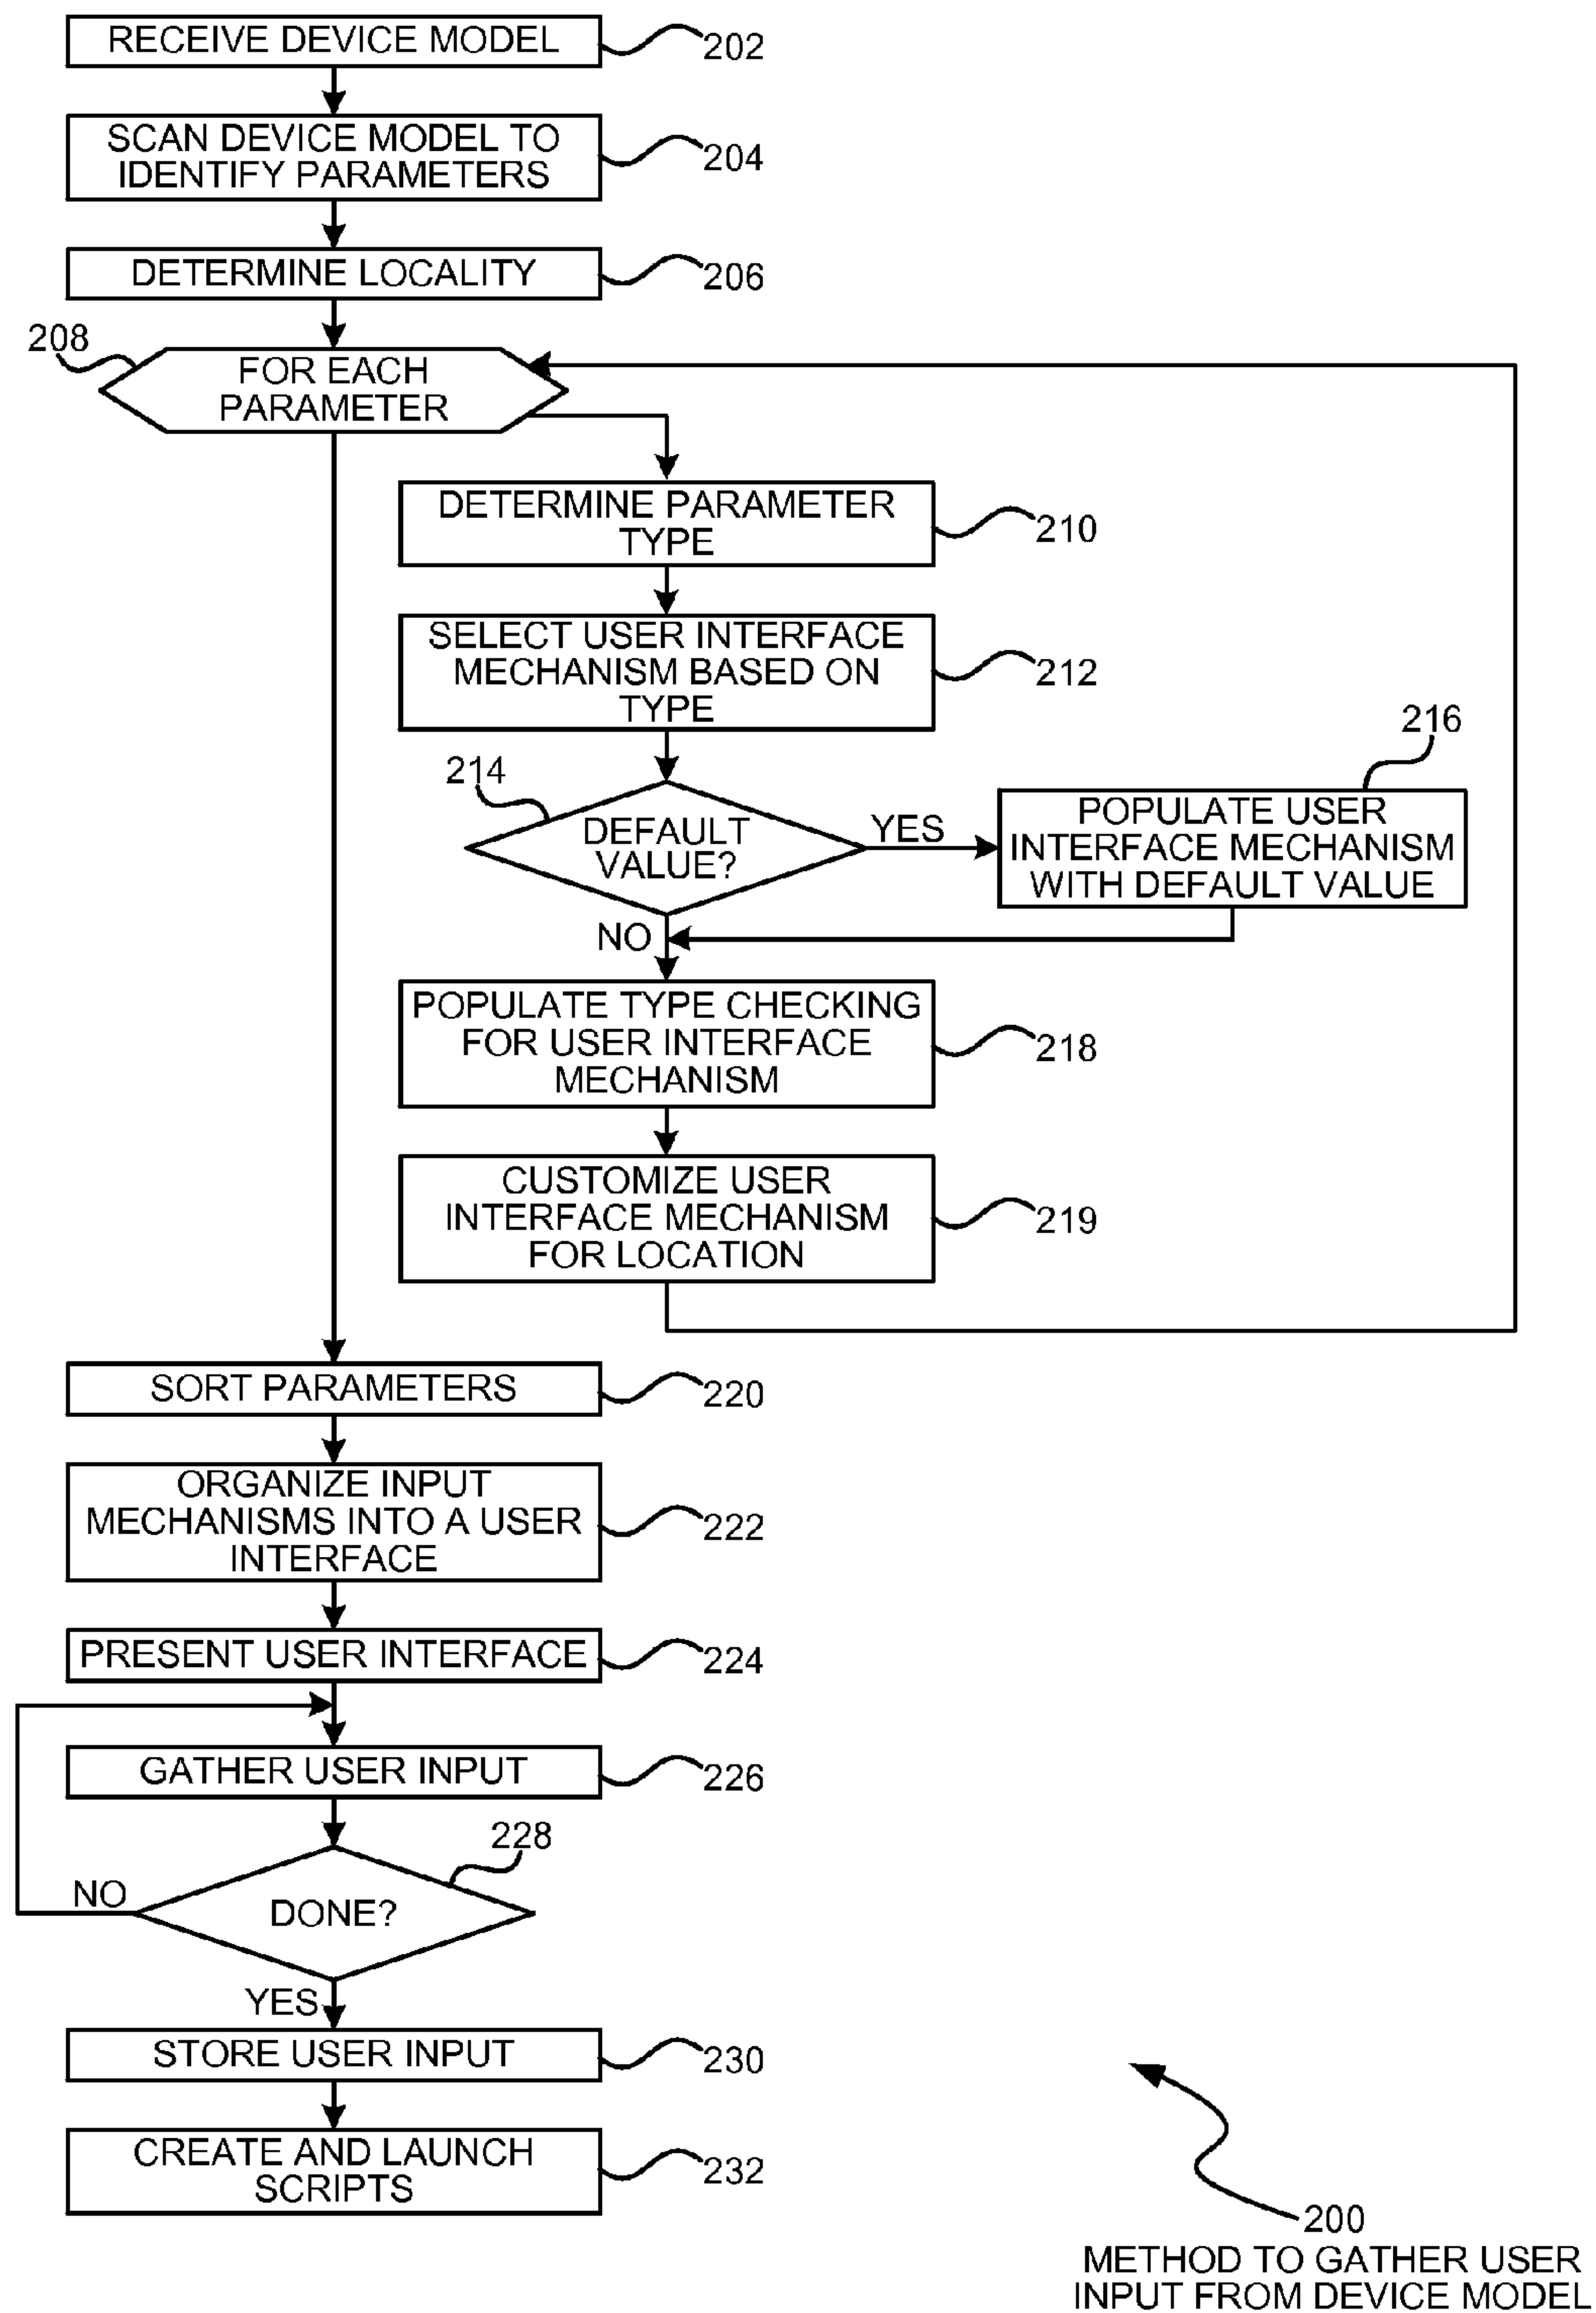 RECEIVE DEVICE MODEL
202
SCAN DEVICE MODEL TO
IDENTIFY PARAMETERS
204
DETERMINE LOCALITY
206
208
FOR EACH
PARAMETER
DETERMINE PARAMETER
TYPE
210
SELECT USER INTERFACE
MECHANISM BASED ON
TYPE
212
214
DEFAULT
VALUE?
YES
216
POPULATE USER
INTERFACE MECHANISM
WITH DEFAULT VALUE
NO
POPULATE TYPE CHECKING
FOR USER INTERFACE
MECHANISM
218
CUSTOMIZE USER
INTERFACE MECHANISM
FOR LOCATION
219
SORT PARAMETERS
220
ORGANIZE INPUT
MECHANISMS INTO A USER
INTERFACE
222
PRESENT USER INTERFACE
224
GATHER USER INPUT
226
228
NO
DONE?
YES
STORE USER INPUT
230
CREATE AND LAUNCH
SCRIPTS
232
200
METHOD TO GATHER USER
INPUT FROM DEVICE MODEL